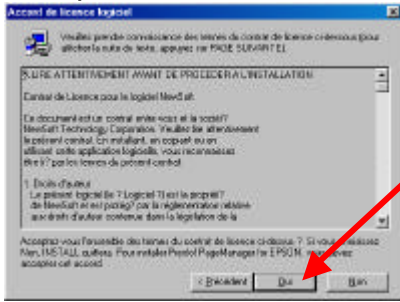 Accord de licence logiciel
Veuillez prendre connaissance des termes du contrat de licence ci-dessous (pour
afficher la suite du texte, appuyez sur PAGE SUIVANTE).
A LIRE ATTENTIVEMENT AVANT DE PROCEDER A L'INSTALLATION
Contrat de Licence pour le logiciel NewSoft
Ce document est un contrat entre vous et la société?
NewSoft Technology Corporation. Veuillez lire attentivement
le présent contrat. En installant, en copiant ou en
utilisant cette application logicielle, vous reconnaissez
être li? par les termes du présent contrat.
1. Droits d'auteur
Le présent logiciel (le ? Logiciel ?) est la propriét?
de NewSoft et est protég? par la réglementation relative
aux droits d'auteur contenue dans la législation de la
Acceptez-vous l'ensemble des termes du contrat de licence ci-dessus ? Si vous choisissez
Non, INSTALL quittera. Pour installer Presto! PageManager for EPSON, vous devez
accepter cet accord.
< Précédent
Oui
Non